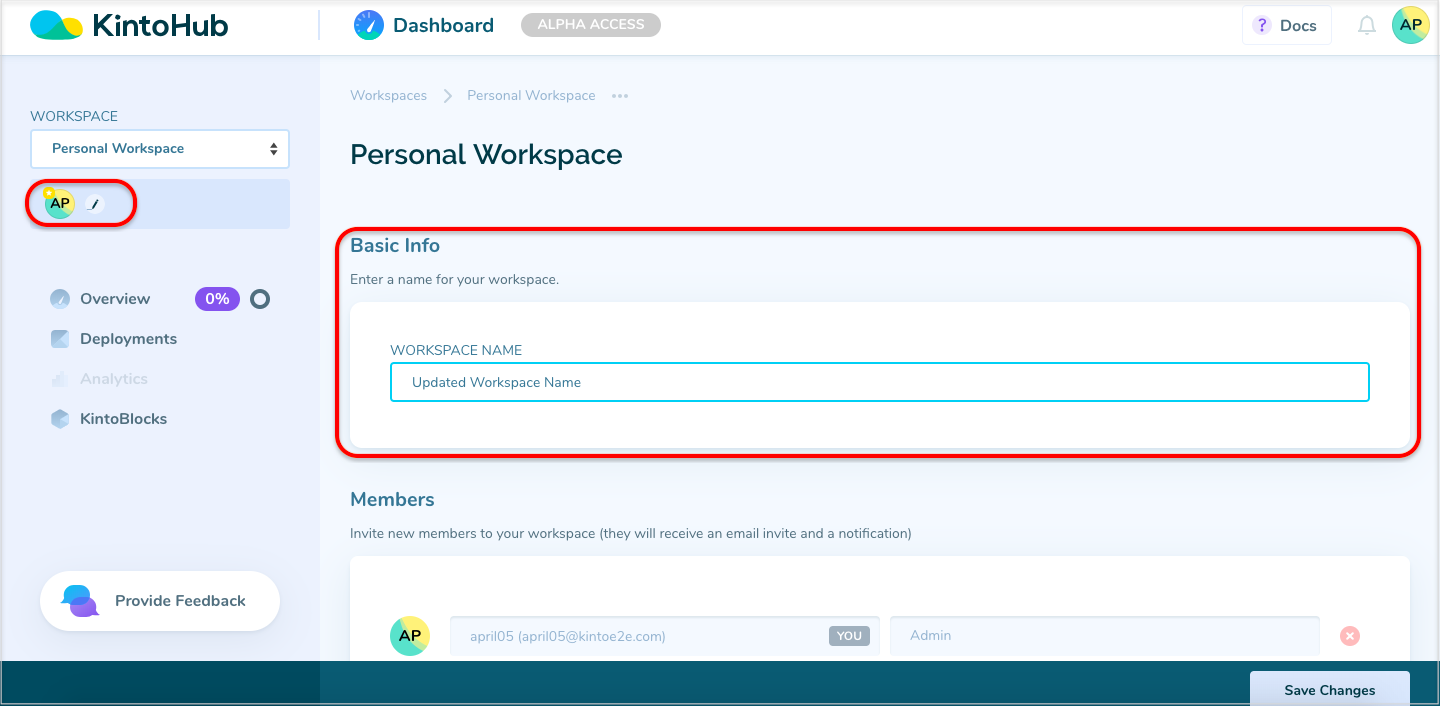 KintoHub
Dashboard
ALPHA ACCESS
? Docs
AP
WORKSPACE
Personal Workspace
AP
Overview 0%
Deployments
Analytics
KintoBlocks
Provide Feedback
Workspaces Personal Workspace •••
Personal Workspace
Basic Info
Enter a name for your workspace.
WORKSPACE NAME
Updated Workspace Name
Members
Invite new members to your workspace (they will receive an email invite and a notification)
AP april05 (april05@kintoe2e.com) YOU Admin
Save Changes